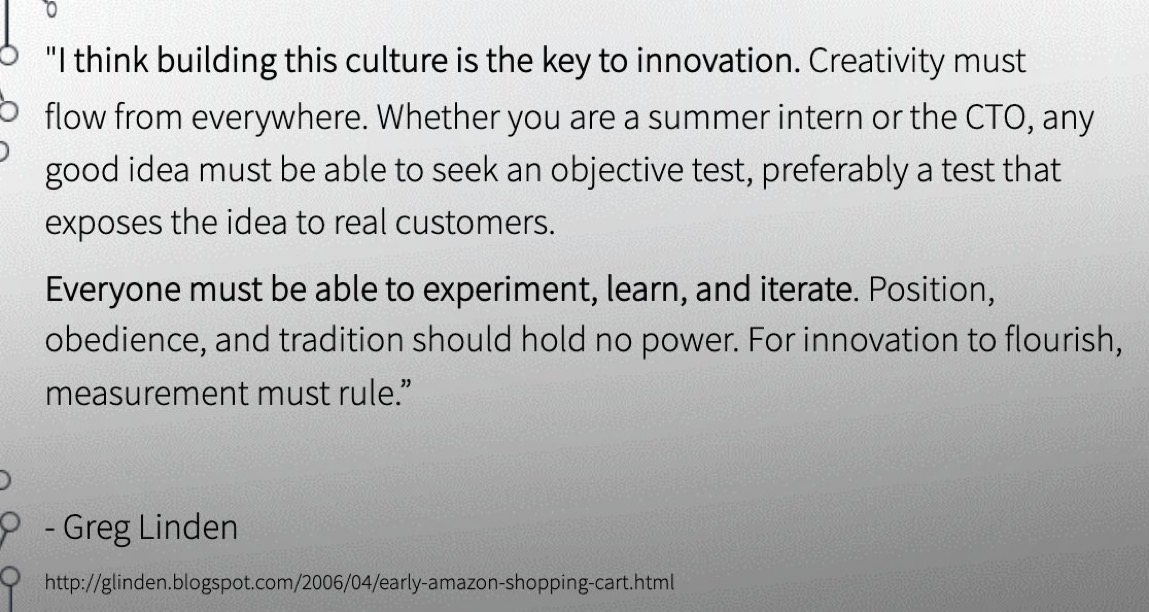 "I think building this culture is the key to innovation. Creativity must
flow from everywhere. Whether you are a summer intern or the CTO, any
good idea must be able to seek an objective test, preferably a test that
exposes the idea to real customers.
Everyone must be able to experiment, learn, and iterate. Position,
obedience, and tradition should hold no power. For innovation to flourish,
measurement must rule.”
- Greg Linden
http://glinden.blogspot.com/2006/04/early-amazon-shopping-cart.html